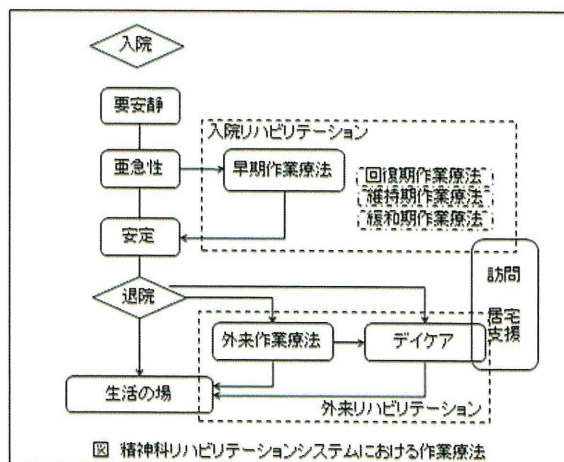 入院
要安静
入院リハビリテーション
亜急性
早期作業療法
回復期作業療法
維持期作業療法
緩和期作業療法
安定
訪問
退院
居宅
支援
外来作業療法
デイケア
生活の場
外来リハビリテーション
図 精神科リハビリテーションシステムにおける作業療法